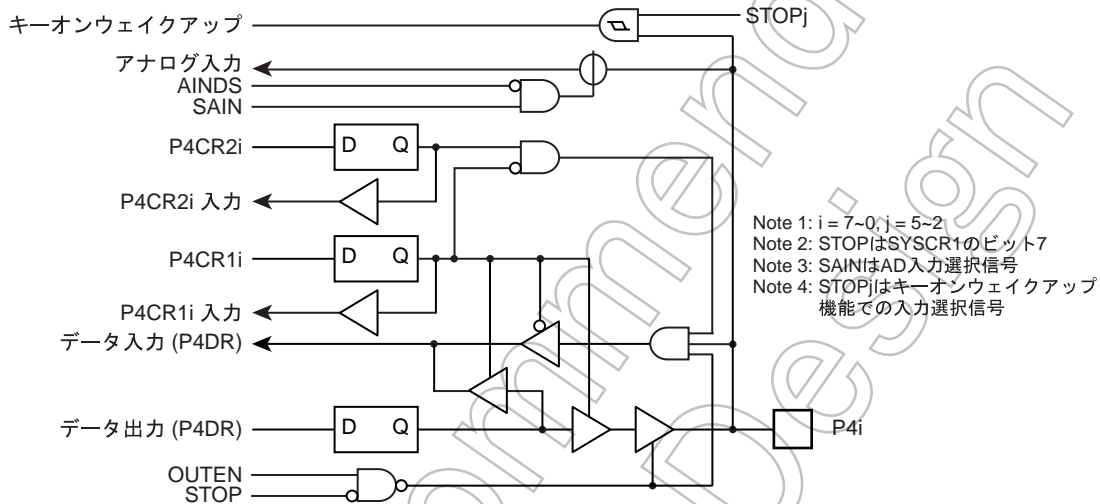 キーオンウェイクアップ
STOPj
アナログ入力
AINDS
SAIN
P4CR2i
D Q
P4CR2i 入力
P4CR1i
D Q
P4CR1i 入力
データ入力 (P4DR)
データ出力 (P4DR)
D Q
P4i
OUTEN
STOP
Note 1: i = 7~0, j = 5~2
Note 2: STOPはSYSCR1のビット7
Note 3: SAINはAD入力選択信号
Note 4: STOPjはキーオンウェイクアップ
機能での入力選択信号